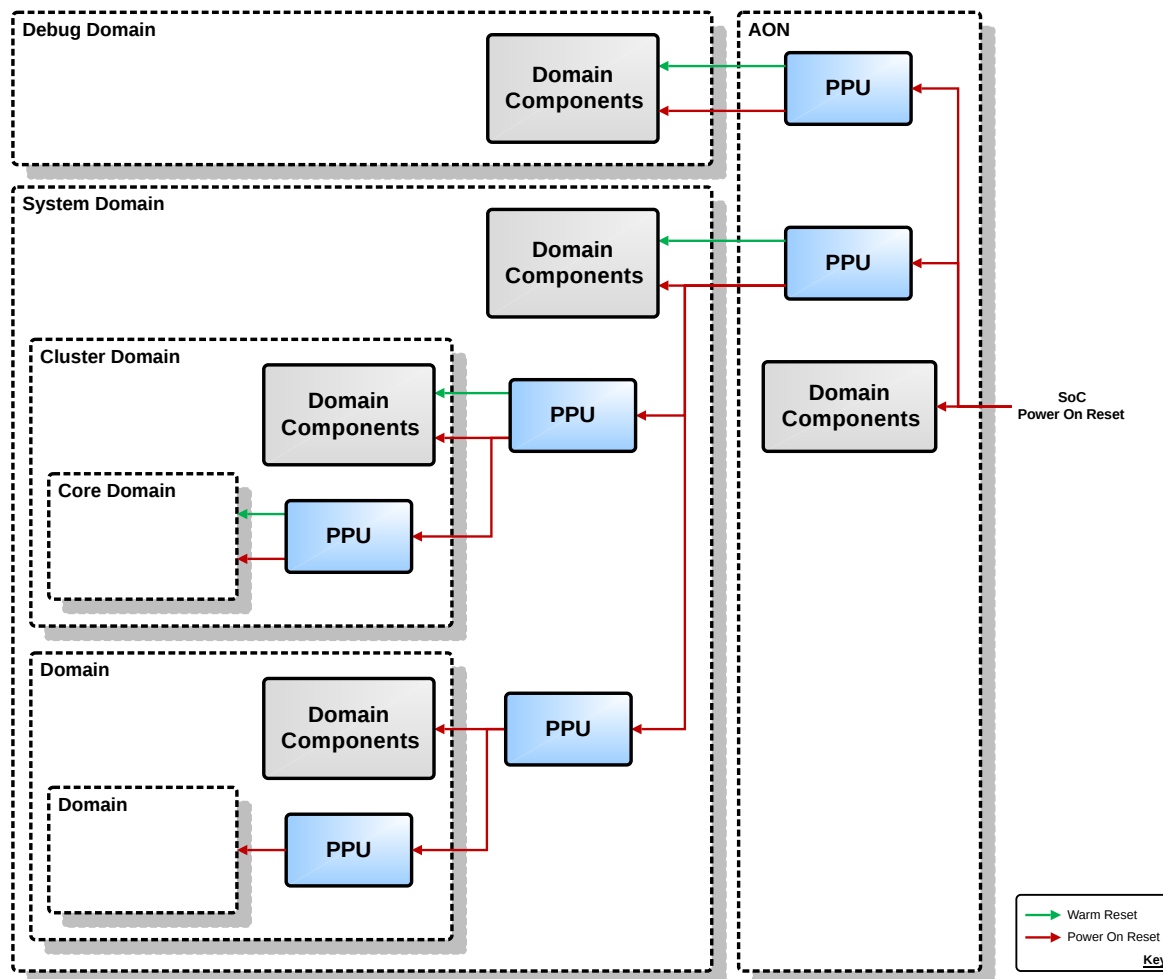 Debug Domain
Domain
Components
AON
PPU
System Domain
Domain
Components
PPU
Cluster Domain
Domain
Components
PPU
Domain
Components
SoC
Power On Reset
Core Domain
PPU
Domain
Domain
Components
PPU
Domain
PPU
Warm Reset
Power On Reset
Key